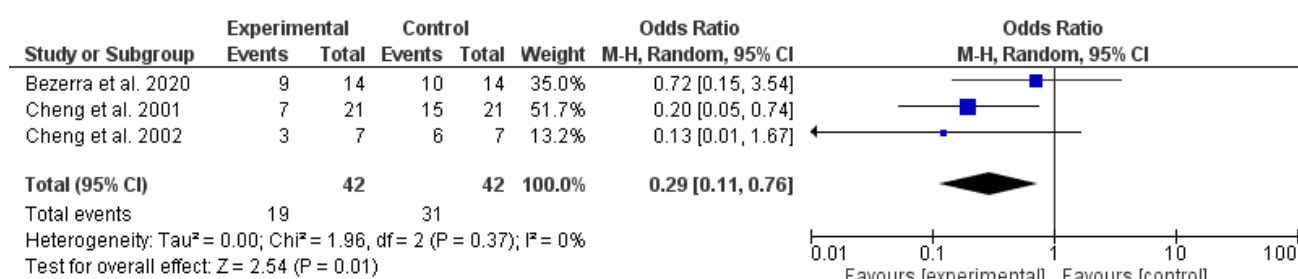 Experimental Control Odds Ratio Odds Ratio
Study or Subgroup Events Total Events Total Weight M-H, Random, 95% CI M-H, Random, 95% CI
Bezerra et al. 2020 9 14 10 14 35.0% 0.72 [0.15, 3.54]
Cheng et al. 2001 7 21 15 21 51.7% 0.20 [0.05, 0.74]
Cheng et al. 2002 3 7 6 7 13.2% 0.13 [0.01, 1.67]
Total (95% CI) 42 42 100.0% 0.29 [0.11, 0.76]
Total events 19 31
Heterogeneity: Tau² = 0.00; Chi² = 1.96, df = 2 (P = 0.37); I² = 0%
Test for overall effect: Z = 2.54 (P = 0.01)
0.01 0.1 1 10 100
Favours [experimental] Favours [control]